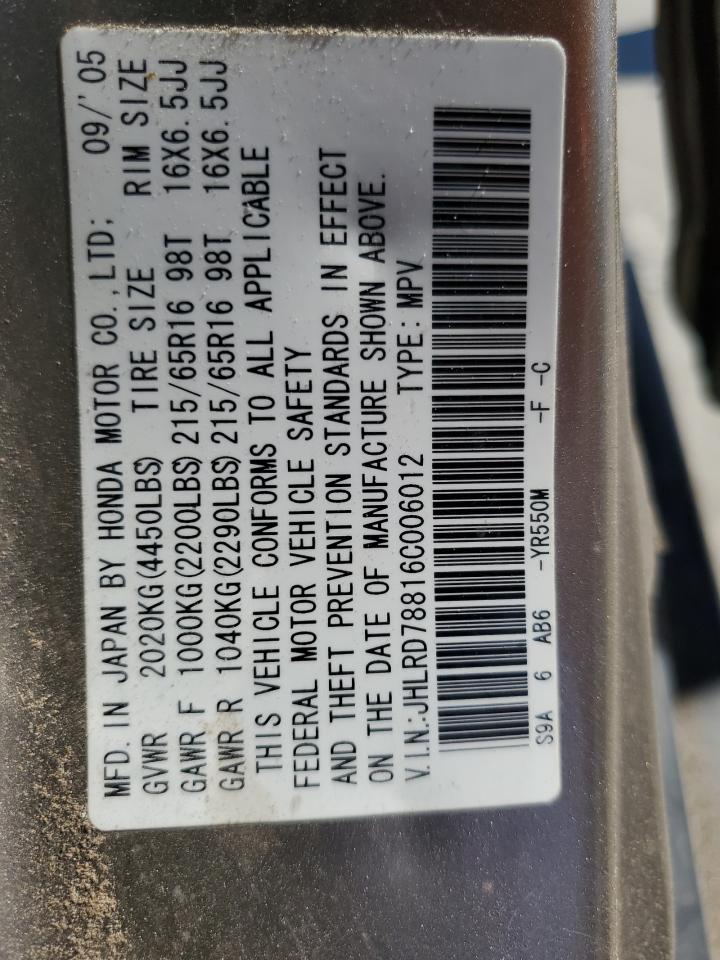 MFD. IN JAPAN BY HONDA MOTOR CO.,LTD; 09/'05
GVWR 2020KG(4450LBS) TIRE SIZE RIM SIZE
GAWR F 1000KG(2200LBS) 215/65R16 98T 16X6.5JJ
GAWR R 1040KG(2290LBS) 215/65R16 98T 16X6.5JJ
THIS VEHICLE CONFORMS TO ALL APPLICABLE
FEDERAL MOTOR VEHICLE SAFETY
AND THEFT PREVENTION STANDARDS IN EFFECT
ON THE DATE OF MANUFACTURE SHOWN ABOVE.
V.I.N.:JHLRD78816C006012 TYPE:MPV
S9A 6 AB6 -YR550M -F -C